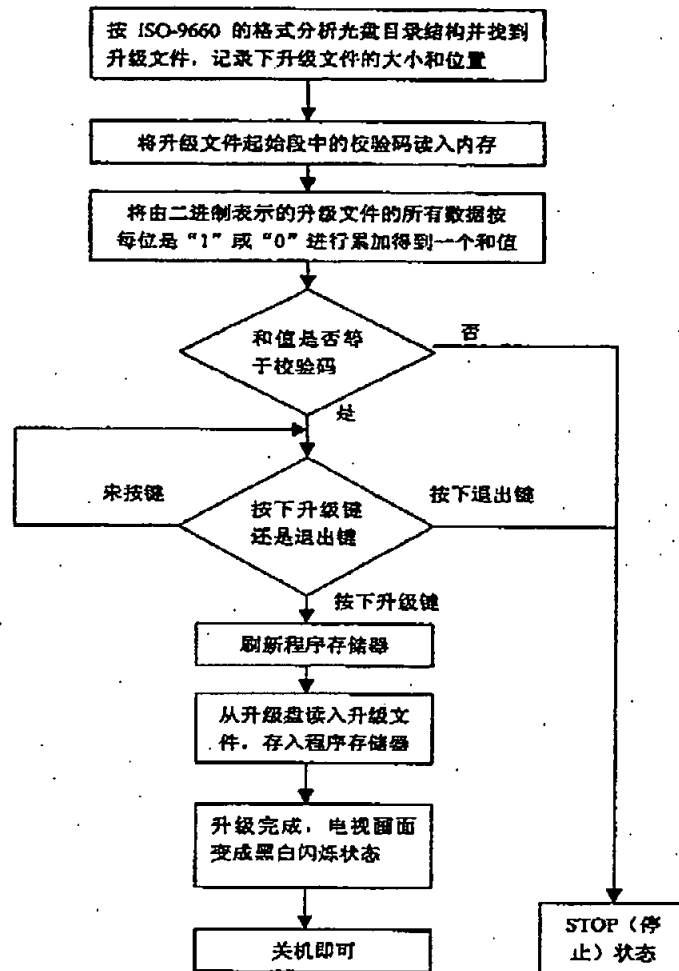 按 ISO-9660 的格式分析光盘目录结构并找到
升级文件，记录下升级文件的大小和位置
将升级文件起始段中的校验码读入内存
将由二进制表示的升级文件的所有数据按
每位是“1”或“0”进行累加得到一个和值
和值是否等
于校验码
否
是
未按键
按下升级键
还是退出键
按下退出键
按下升级键
刷新程序存储器
从升级盘读入升级文
件，存入程序存储器
升级完成，电视画面
变成黑白闪烁状态
关机即可
STOP（停
止）状态